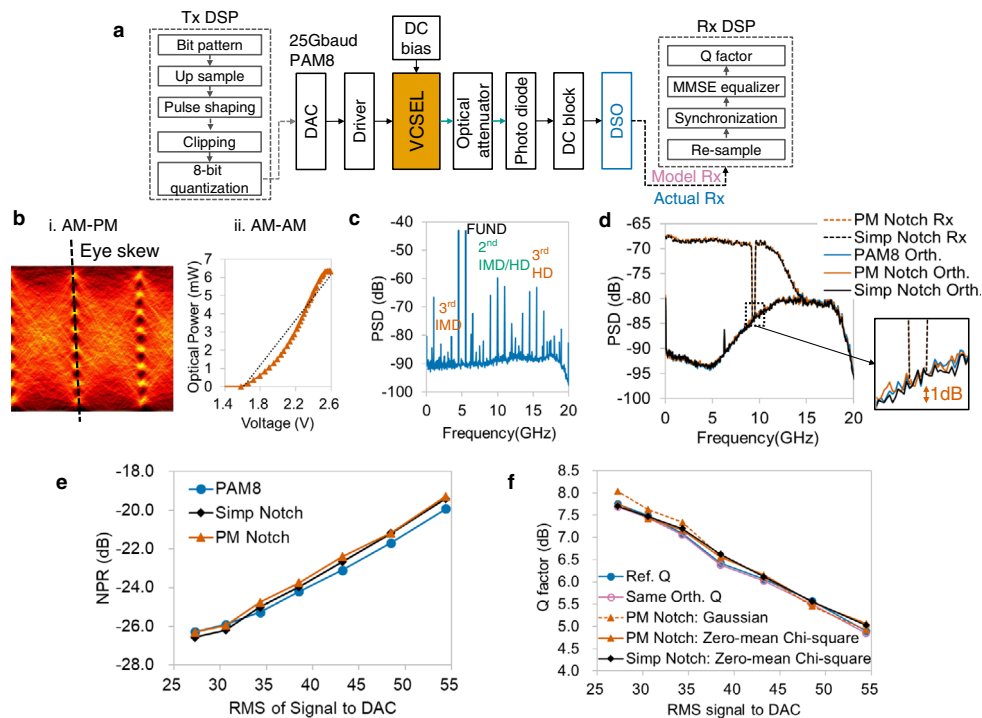 a
Tx DSP
Bit pattern
Up sample
Pulse shaping
Clipping
8-bit
quantization
25Gbaud
PAM8
DAC
Driver
DC
bias
VCSEL
Optical
attenuator
Photo diode
DC block
DSO
Rx DSP
Q factor
MMSE equalizer
Synchronization
Re-sample
Model Rx
Actual Rx
b
i. AM-PM
Eye skew
ii. AM-AM
Optical Power (mW)
7
6
5
4
3
2
1
0
1.4
1.8
2.2
2.6
Voltage (V)
c
PSD (dB)
-40
-50
-60
-70
-80
-90
-100
FUND
2nd
IMD/HD
3rd
HD
3rd
IMD
0
5
10
15
20
Frequency(GHz)
d
PSD (dB)
-65
-70
-75
-80
-85
-90
-95
-100
0
5
10
15
20
Frequency(GHz)
PM Notch Rx
Simp Notch Rx
PAM8 Orth.
PM Notch Orth.
Simp Notch Orth.
1dB
e
NPR (dB)
-18.0
-20.0
-22.0
-24.0
-26.0
-28.0
PAM8
Simp Notch
PM Notch
25 30 35 40 45 50 55
RMS of Signal to DAC
f
Q factor (dB)
8.5
8.0
7.5
7.0
6.5
6.0
5.5
5.0
4.5
4.0
Ref. Q
Same Orth. Q
PM Notch: Gaussian
PM Notch: Zero-mean Chi-square
Simp Notch: Zero-mean Chi-square
25 30 35 40 45 50 55
RMS signal to DAC